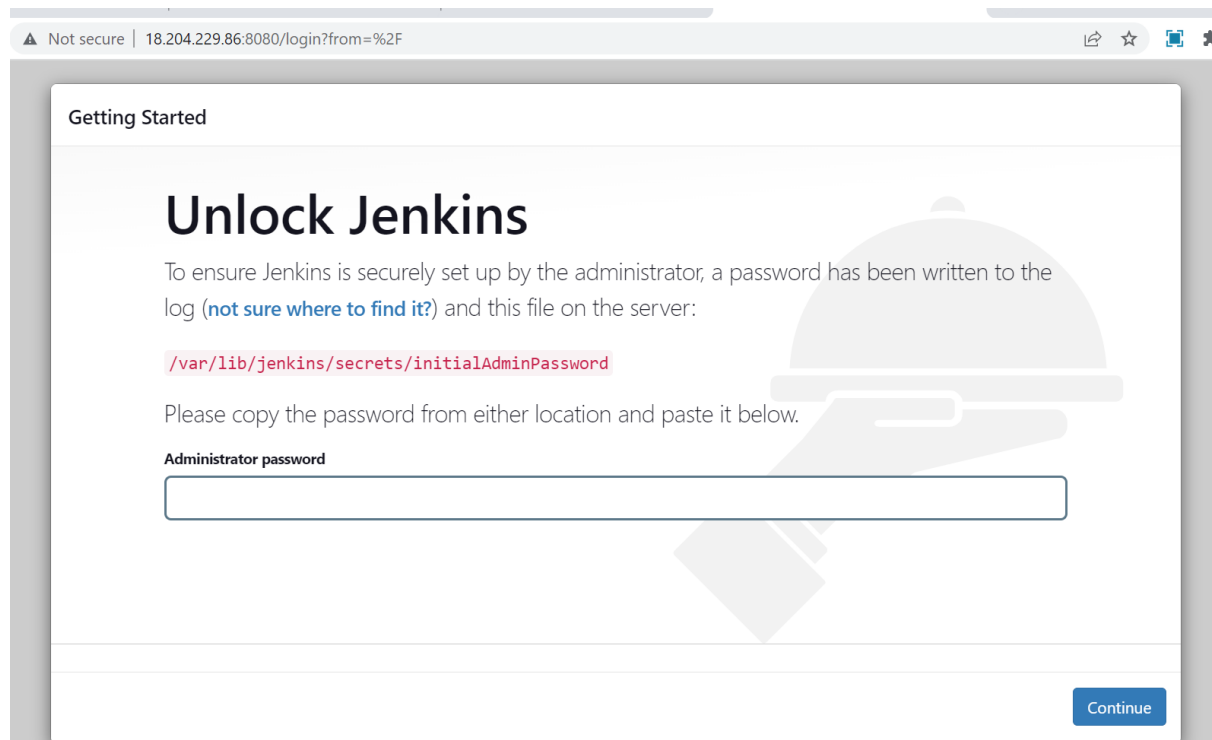 Not secure 18.204.229.86:8080/login?from=%2F
Getting Started
Unlock Jenkins
To ensure Jenkins is securely set up by the administrator, a password has been written to the
log (not sure where to find it?) and this file on the server:
/var/lib/jenkins/secrets/initialAdminPassword
Please copy the password from either location and paste it below.
Administrator password
Continue